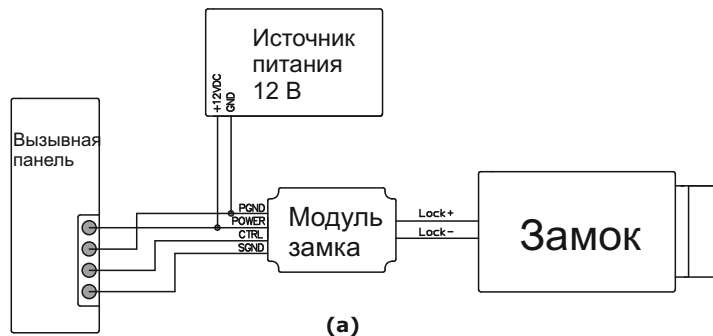 Источник
питания
12 В
+12VDC
GND
Вызывная
панель
PGND
POWER
CTRL
SGND
Модуль
замка
Lock+
Lock-
Замок
(a)